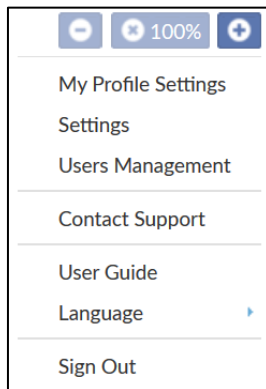 100%
My Profile Settings
Settings
Users Management
Contact Support
User Guide
Language
Sign Out